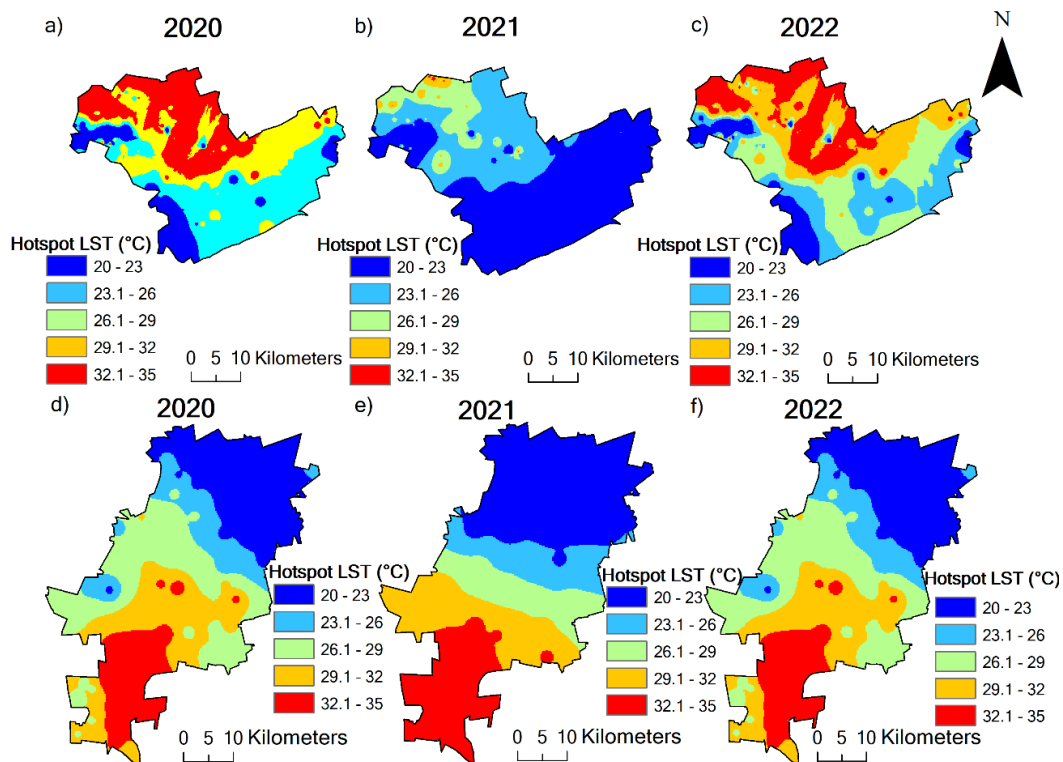 a) 2020
b) 2021
c) 2022
N
Hotspot LST (°C)
20 - 23
23.1 - 26
26.1 - 29
29.1 - 32
32.1 - 35
0 5 10 Kilometers
Hotspot LST (°C)
20 - 23
23.1 - 26
26.1 - 29
29.1 - 32
32.1 - 35
0 5 10 Kilometers
Hotspot LST (°C)
20 - 23
23.1 - 26
26.1 - 29
29.1 - 32
32.1 - 35
0 5 10 Kilometers
d) 2020
e) 2021
f) 2022
Hotspot LST (°C)
20 - 23
23.1 - 26
26.1 - 29
29.1 - 32
32.1 - 35
0 5 10 Kilometers
Hotspot LST (°C)
20 - 23
23.1 - 26
26.1 - 29
29.1 - 32
32.1 - 35
0 5 10 Kilometers
Hotspot LST (°C)
20 - 23
23.1 - 26
26.1 - 29
29.1 - 32
32.1 - 35
0 5 10 Kilometers